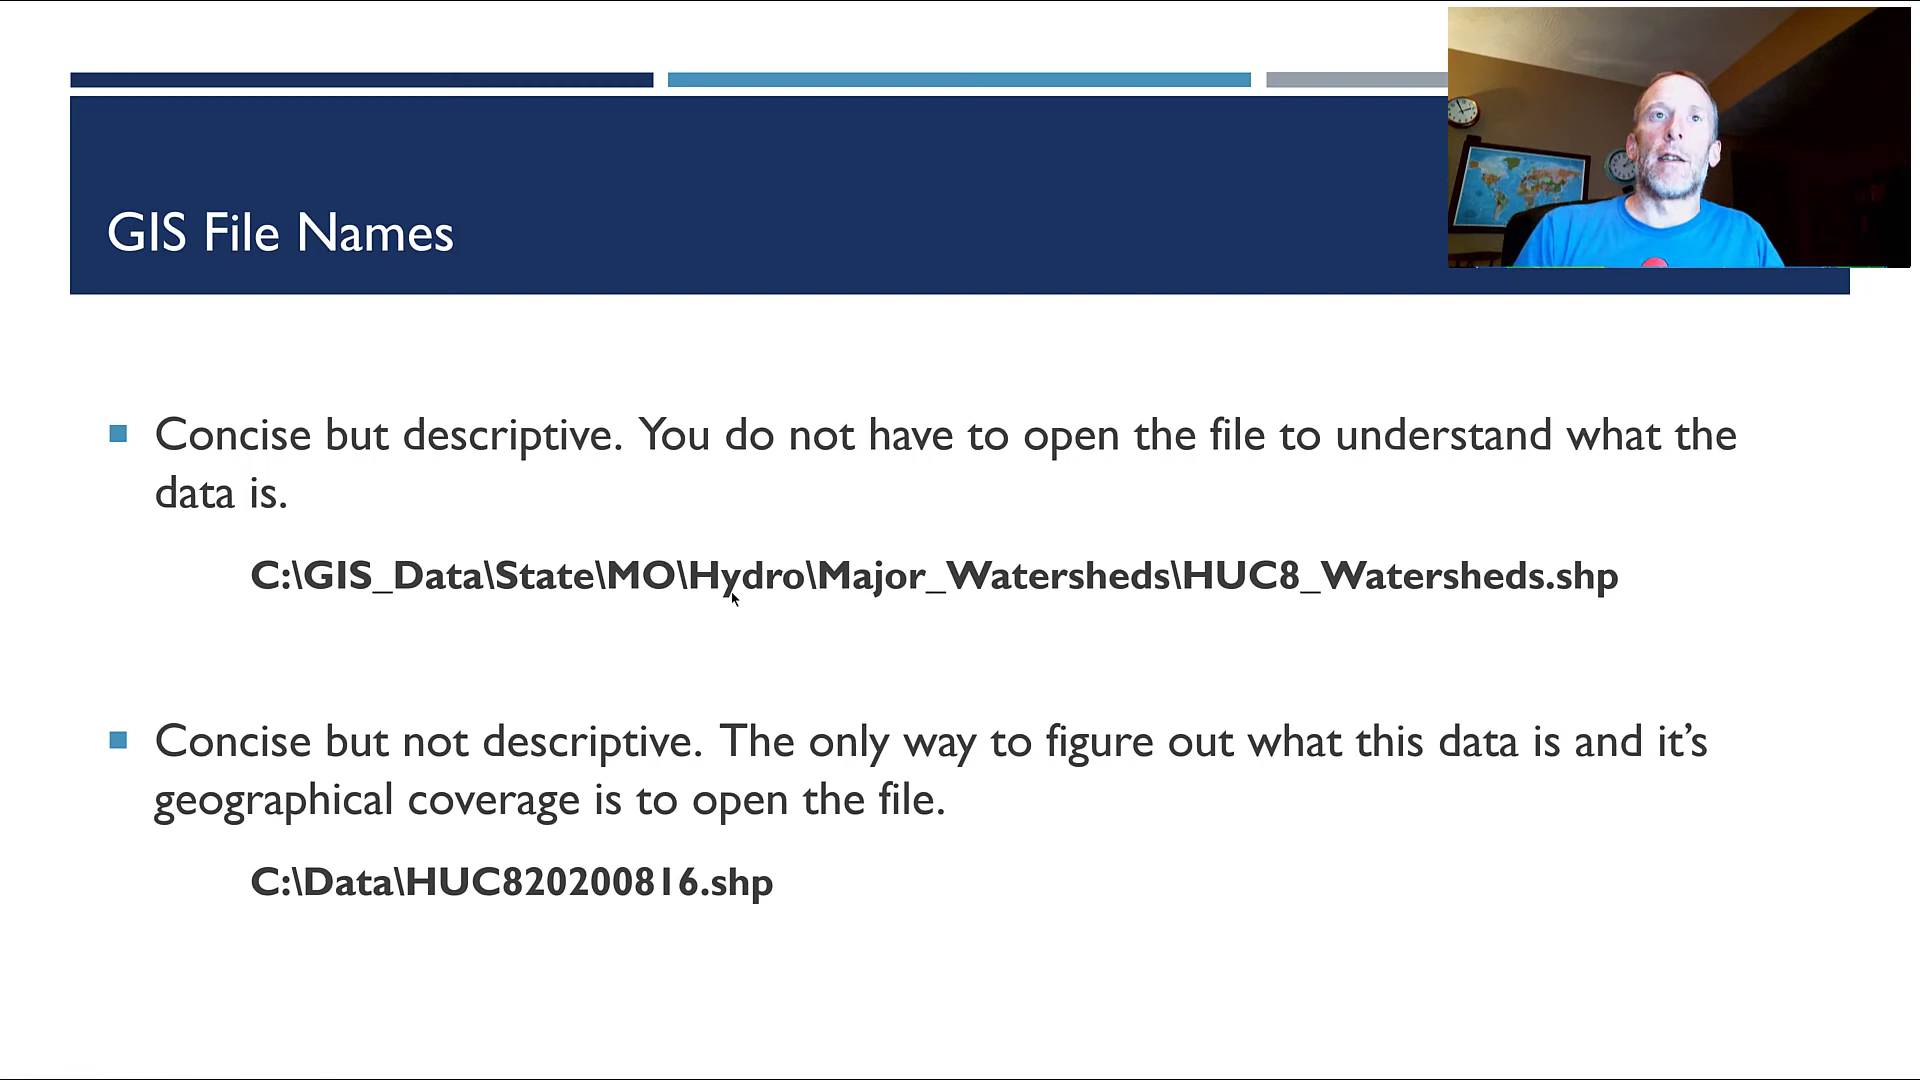 GIS File Names
Concise but descriptive. You do not have to open the file to understand what the
data is.
C:\GIS_Data\State\MO\Hydro\Major_Watersheds\HUC8_Watersheds.shp
Concise but not descriptive. The only way to figure out what this data is and it’s
geographical coverage is to open the file.
C:\Data\HUC820200816.shp